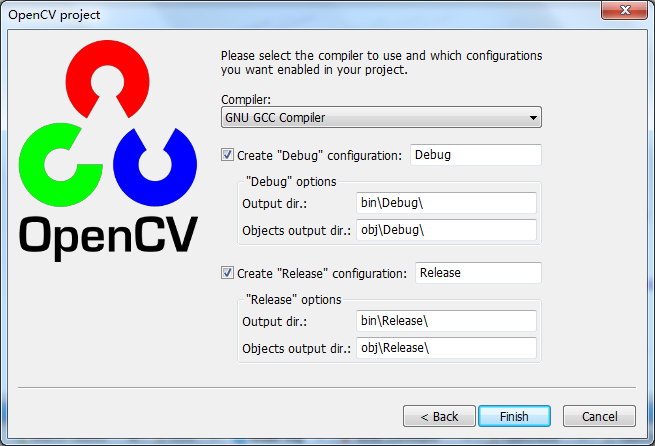 OpenCV project
Please select the compiler to use and which configurations
you want enabled in your project.
Compiler:
GNU GCC Compiler
Create "Debug" configuration: Debug
"Debug" options
Output dir.: bin\Debug\
Objects output dir.: obj\Debug\
OpenCV
Create "Release" configuration: Release
"Release" options
Output dir.: bin\Release\
Objects output dir.: obj\Release\
< Back Finish Cancel